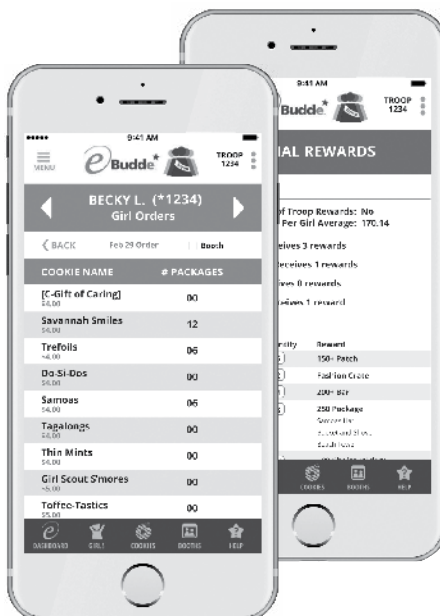 9:41 AM
MENU
eBudde
TROOP
1234
BECKY L. (*1234)
Girl Orders
BACK
Feb 29 Order
Booth
COOKIE NAME
# PACKAGES
[C-Gift of Caring]
00
$4.00
Savannah Smiles
12
$4.00
Trefoils
06
$4.00
Do-Si-Dos
00
$4.00
Samoas
06
$4.00
Tagalongs
00
$4.00
Thin Mints
00
$4.00
Girl Scout S'mores
00
$5.00
Toffee-Tastics
00
$5.00
DASHBOARD
GIRLS
COOKIES
BOOTHS
HELP
9:41 AM
Budde
TROOP
1234
IAL REWARDS
of Troop Rewards: No
Per Girl Average: 170.14
eives 3 rewards
eceives 1 rewards
ives 0 rewards
eives 1 reward
ntity
Reward
150+ Patch
Fashion Crate
200+ Bar
250 Package
COOKIES
BOOTHS
HELP